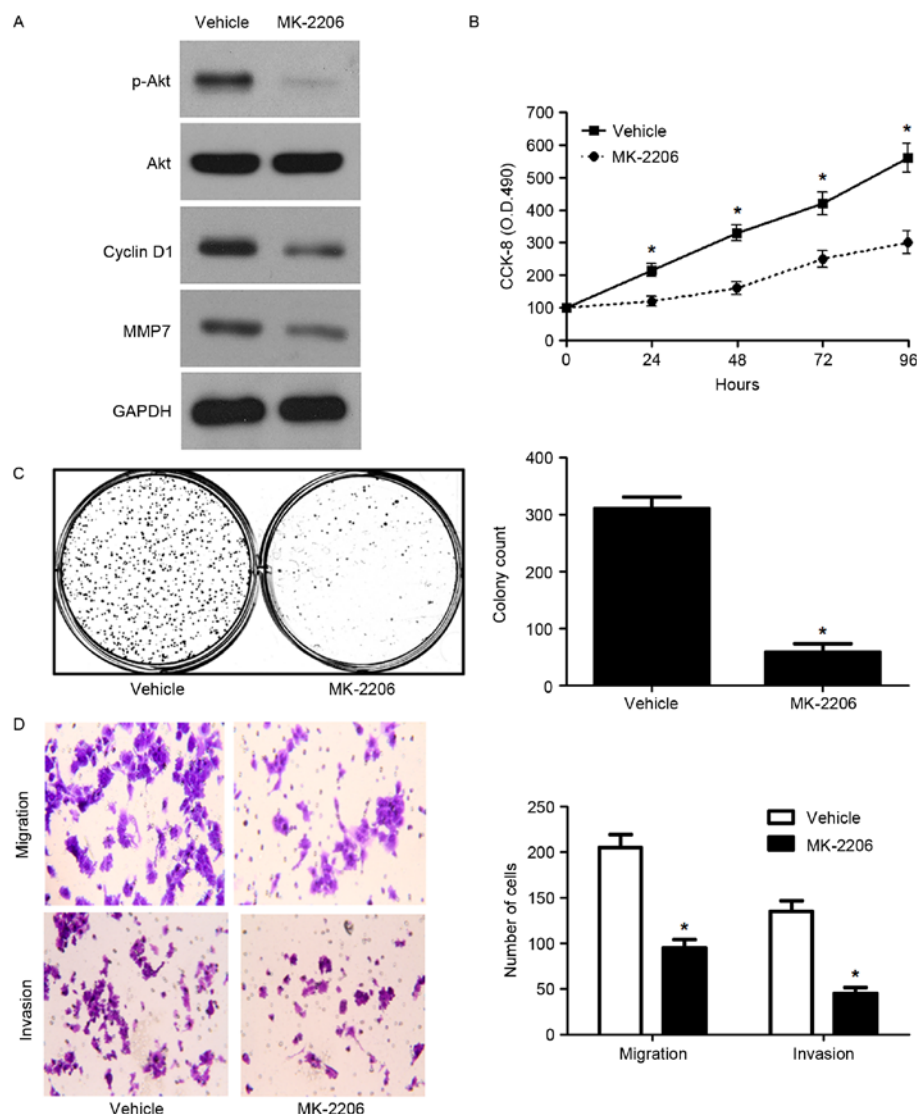 A
Vehicle MK-2206
p-Akt
Akt
Cyclin D1
MMP7
GAPDH
B
CCK-8 (O.D.490)
700
600
500
400
300
200
100
0
Vehicle
MK-2206
*
*
*
*
0 24 48 72 96
Hours
C
Vehicle MK-2206
Colony count
400
300
200
100
0
*
Vehicle MK-2206
D
Migration
Invasion
Vehicle MK-2206
Number of cells
250
200
150
100
50
0
Vehicle
MK-2206
*
*
Migration Invasion